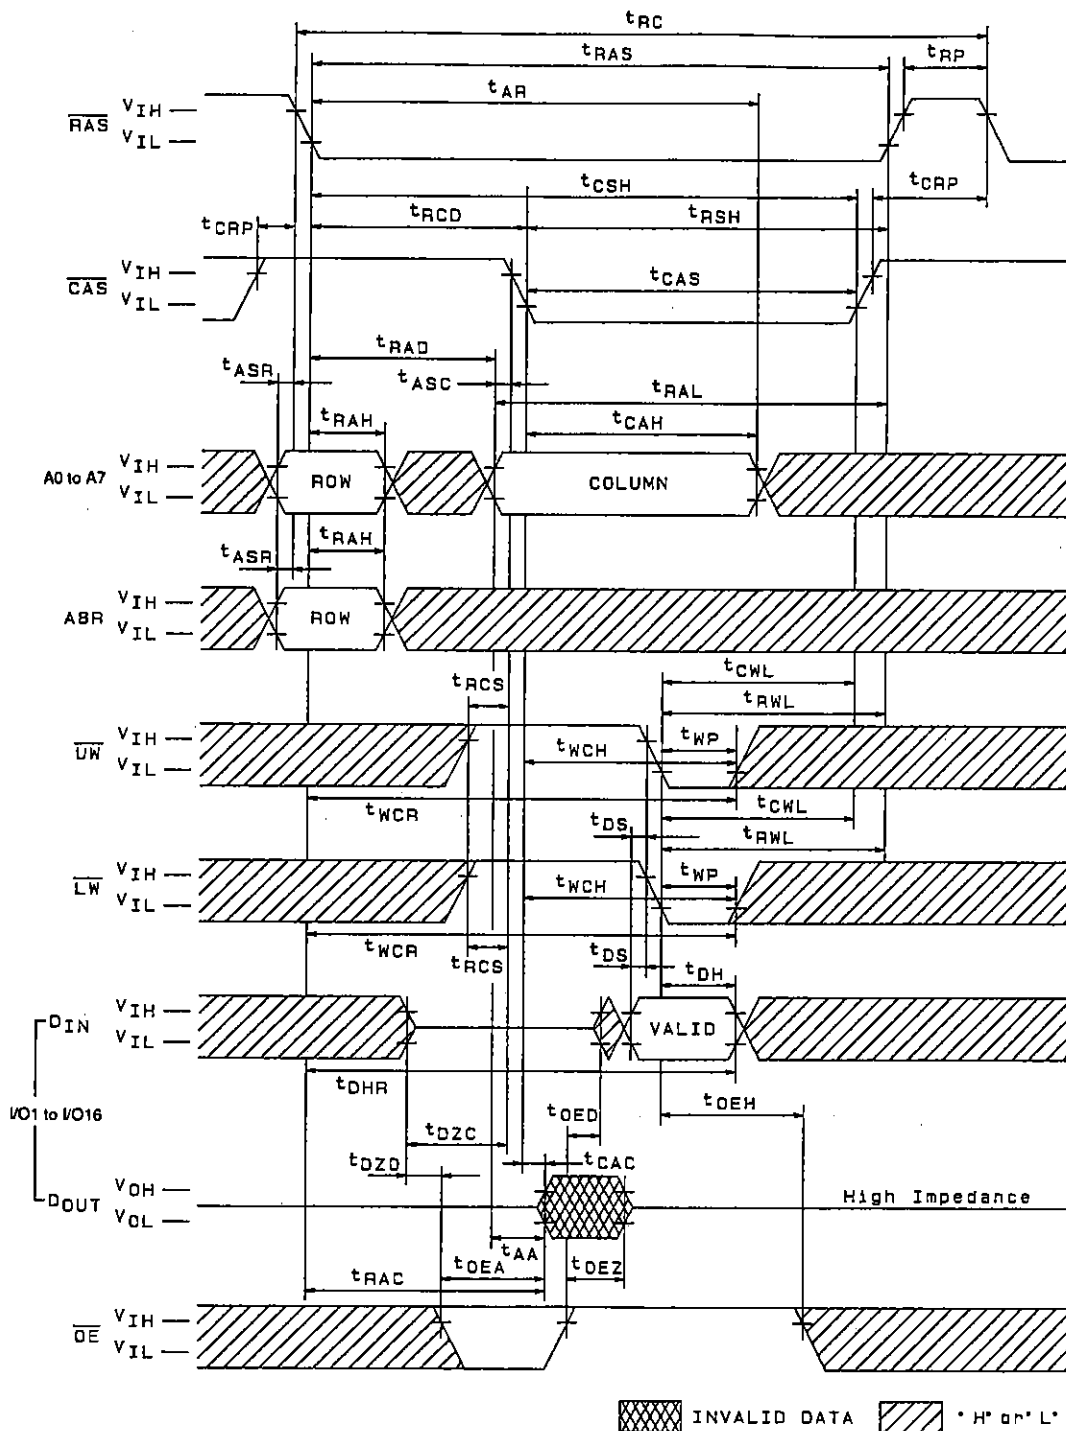 tRC
tRAS
tRP
tAR
RAS VIH
VIL
tCSH
tCRP
tRCD
tRSH
tCRP
CAS VIH
VIL
tCAS
tRAD
tASR
tASC
tRAL
tRAH
tCAH
A0 to A7 VIH
VIL
ROW
COLUMN
tRAH
tASR
A8R VIH
VIL
ROW
tCWL
tRCS
tRWL
UW VIH
VIL
tWP
tWCH
tWCR
tCWL
tDS
tRWL
LW VIH
VIL
tWP
tWCH
tWCR
tRCS
tDS
tDH
DIN VIH
VIL
VALID
tDHR
I/O1 to I/O16
tOEH
tOED
tDZC
tCAC
tDZO
DOUT VOH
VOL
High Impedance
tAA
tOEA
tOEZ
tRAC
OE VIH
VIL
INVALID DATA
"H" or "L"